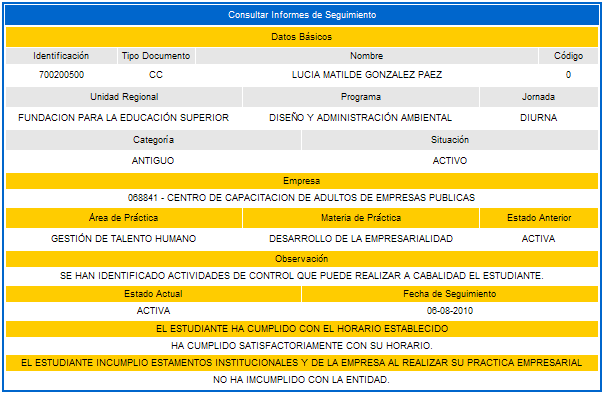 Consultar Informes de Seguimiento
Datos Básicos
Identificación Tipo Documento Nombre Código
700200500 CC LUCIA MATILDE GONZALEZ PAEZ 0
Unidad Regional Programa Jornada
FUNDACION PARA LA EDUCACIÓN SUPERIOR DISEÑO Y ADMINISTRACIÓN AMBIENTAL DIURNA
Categoría Situación
ANTIGUO ACTIVO
Empresa
068841 - CENTRO DE CAPACITACION DE ADULTOS DE EMPRESAS PUBLICAS
Área de Práctica Materia de Práctica Estado Anterior
GESTIÓN DE TALENTO HUMANO DESARROLLO DE LA EMPRESARIALIDAD ACTIVA
Observación
SE HAN IDENTIFICADO ACTIVIDADES DE CONTROL QUE PUEDE REALIZAR A CABALIDAD EL ESTUDIANTE.
Estado Actual Fecha de Seguimiento
ACTIVA 06-08-2010
EL ESTUDIANTE HA CUMPLIDO CON EL HORARIO ESTABLECIDO
HA CUMPLIDO SATISFACTORIAMENTE CON SU HORARIO.
EL ESTUDIANTE INCUMPLIO ESTAMENTOS INSTITUCIONALES Y DE LA EMPRESA AL REALIZAR SU PRACTICA EMPRESARIAL
NO HA IMCUMPLIDO CON LA ENTIDAD.